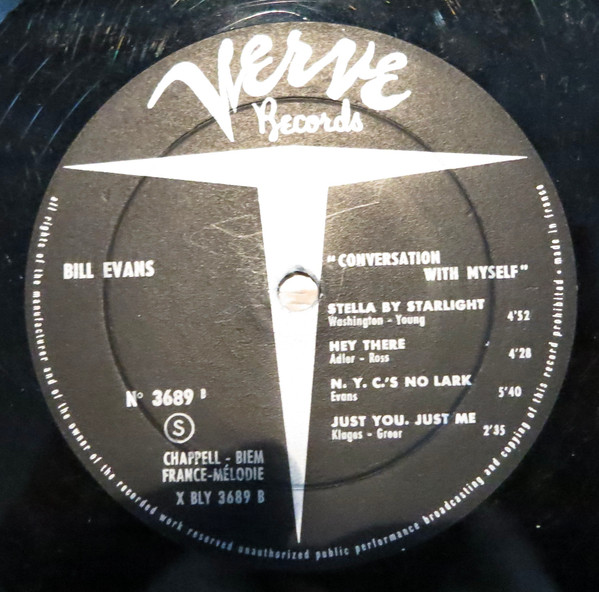 Verve
Records
BILL EVANS
"CONVERSATION
WITH MYSELF"
STELLA BY STARLIGHT
Washington - Young
4'52
HEY THERE
Adler - Ross
4'28
N. Y. C.'S NO LARK
Evans
5'40
JUST YOU. JUST ME
Klages - Greer
2'35
N° 3689 B
S
CHAPPELL - BIEM
FRANCE-MÉLODIE
X BLY 3689 B
all rights of the manufacturer and of the owner of the recorded work reserved unauthorized public performance broadcasting and copying of this record prohibited • made in france